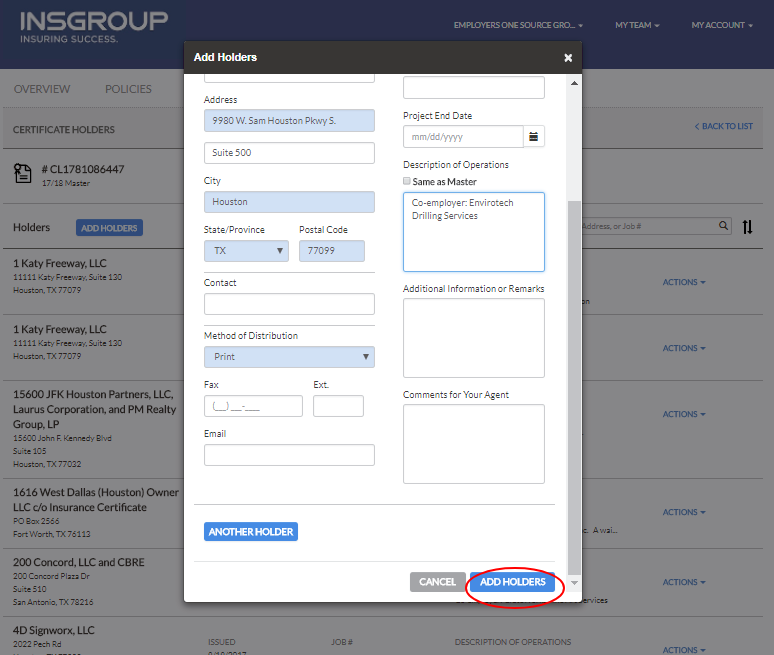 INSGROUP
INSURING SUCCESS.
EMPLOYERS ONE SOURCE GRO...
MY TEAM
MY ACCOUNT
OVERVIEW
POLICIES
CERTIFICATE HOLDERS
BACK TO LIST
# CL1781086447
17/18 Master
Holders
ADD HOLDERS
Address, or Job #
1 Katy Freeway, LLC
11111 Katy Freeway, Suite 130
Houston, TX 77079
ACTIONS
on
1 Katy Freeway, LLC
11111 Katy Freeway, Suite 130
Houston, TX 77079
ACTIONS
15600 JFK Houston Partners, LLC,
Laurus Corporation, and PM Realty
Group, LP
15600 John F. Kennedy Blvd
Suite 105
Houston, TX 77032
ACTIONS
1616 West Dallas (Houston) Owner
LLC c/o Insurance Certificate
PO Box 2566
Fort Worth, TX 76113
ACTIONS
c. A wai...
200 Concord, LLC and CBRE
200 Concord Plaza Dr
Suite 510
San Antonio, TX 78216
ACTIONS
services
4D Signworx, LLC
2022 Pech Rd
ISSUED
JOB #
DESCRIPTION OF OPERATIONS
ACTIONS
Add Holders
×
Address
9980 W. Sam Houston Pkwy S.
Suite 500
City
Houston
State/Province
Postal Code
TX
77099
Contact
Method of Distribution
Print
Fax
Ext.
(__) ___-____
Email
Project End Date
mm/dd/yyyy
Description of Operations
Same as Master
Co-employer: Envirotech
Drilling Services
Additional Information or Remarks
Comments for Your Agent
ANOTHER HOLDER
CANCEL
ADD HOLDERS